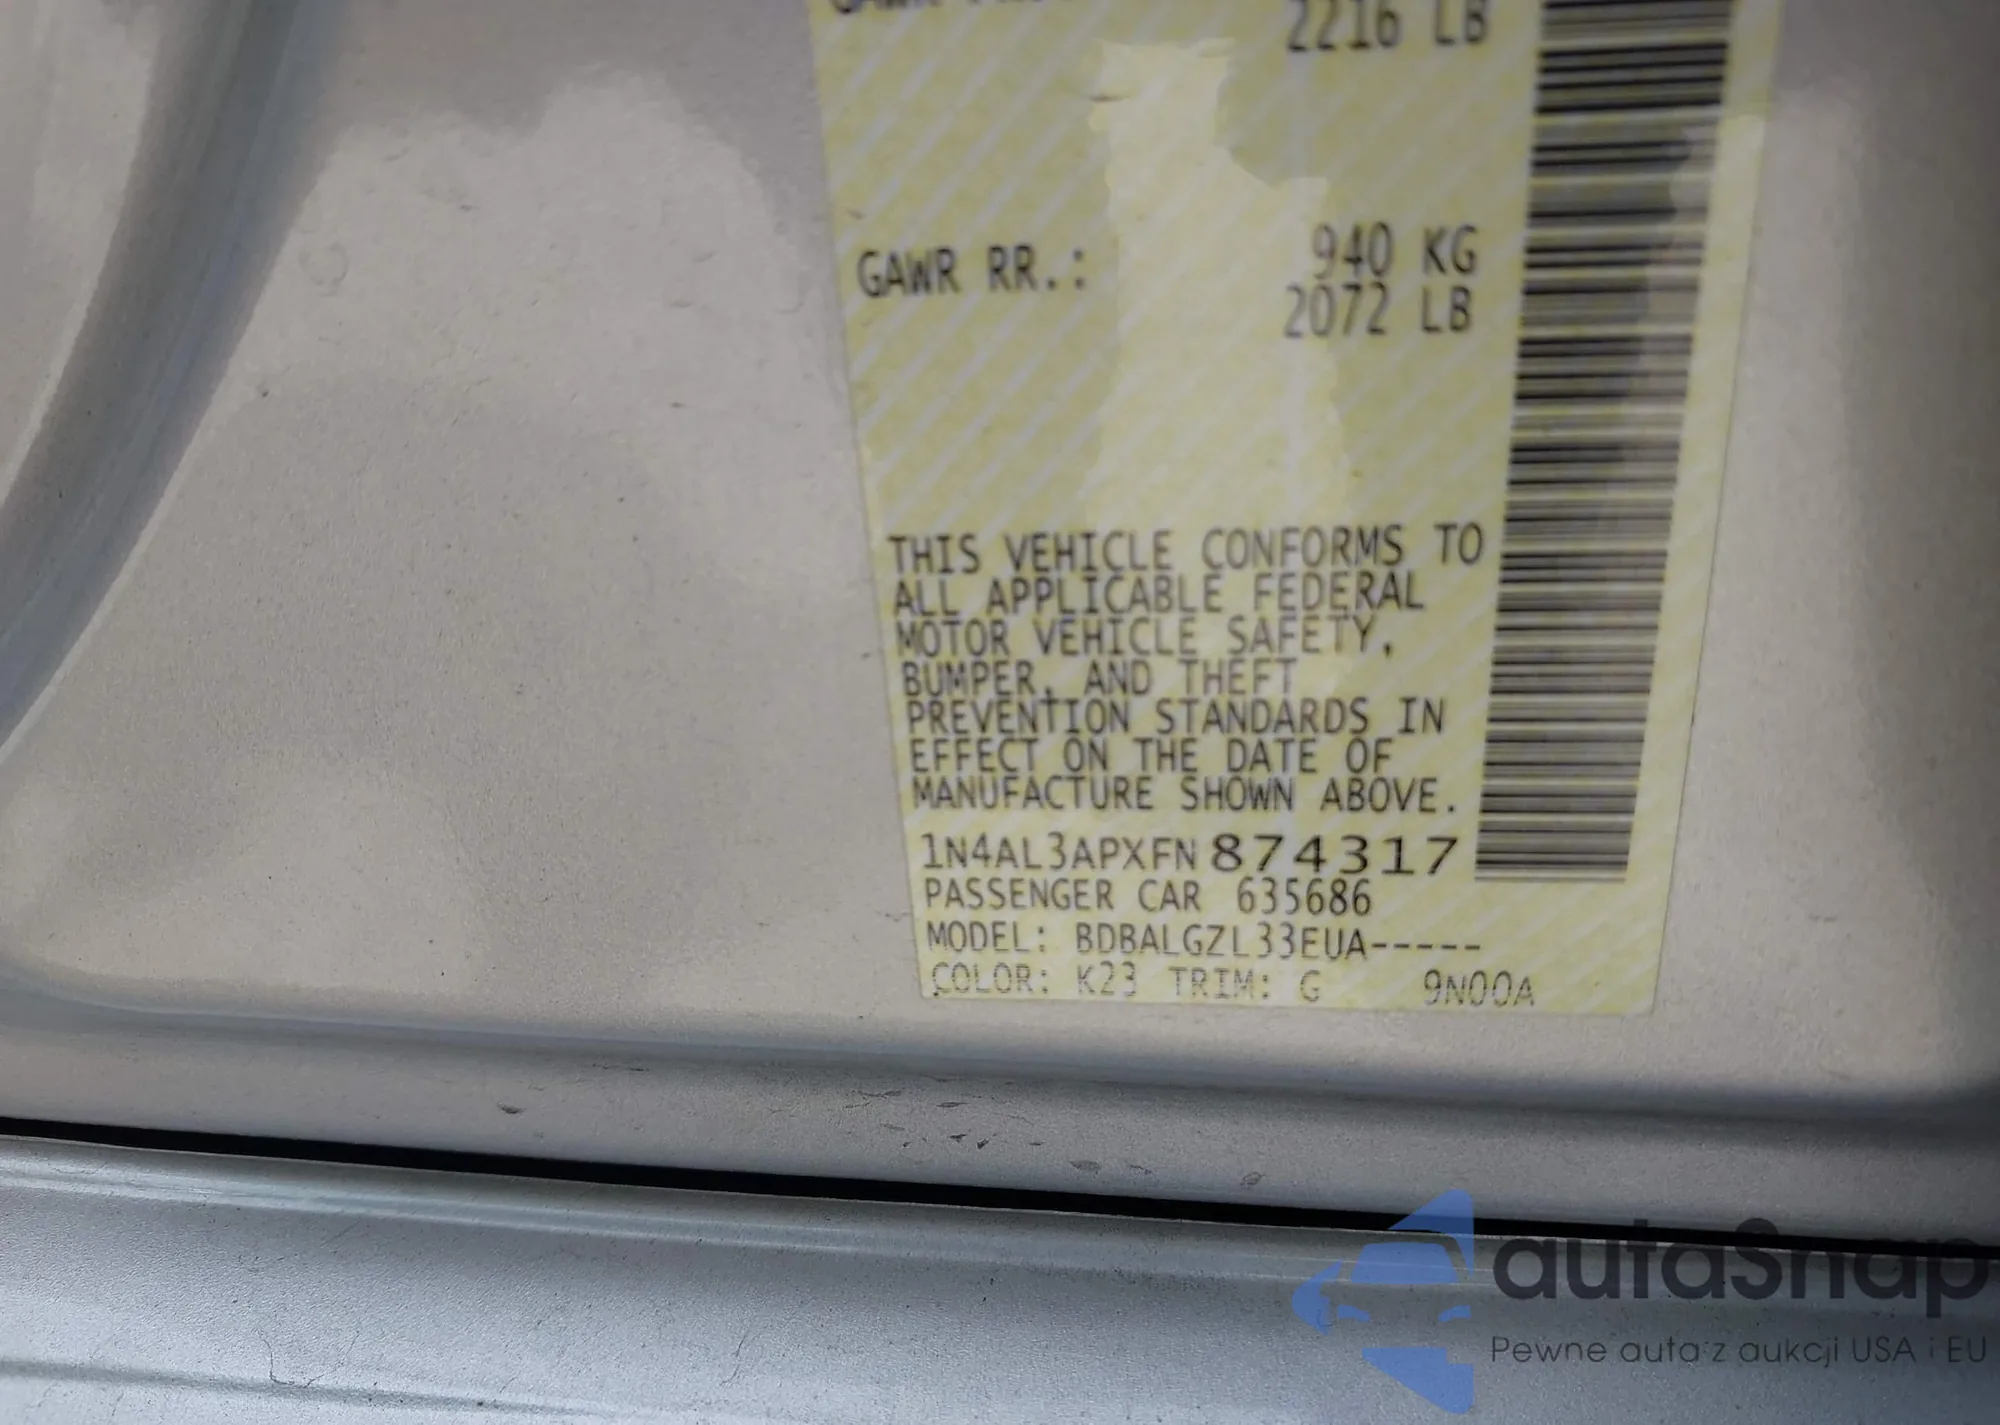 2216 LB
GAWR RR.: 940 KG
2072 LB
THIS VEHICLE CONFORMS TO
ALL APPLICABLE FEDERAL
MOTOR VEHICLE SAFETY,
BUMPER, AND THEFT
PREVENTION STANDARDS IN
EFFECT ON THE DATE OF
MANUFACTURE SHOWN ABOVE.
1N4AL3APXFN874317
PASSENGER CAR 635686
MODEL: BDBALGZL33EUA-----
COLOR: K23 TRIM: G 9N00A
autaSnap
Pewne auta z aukcji USA i EU